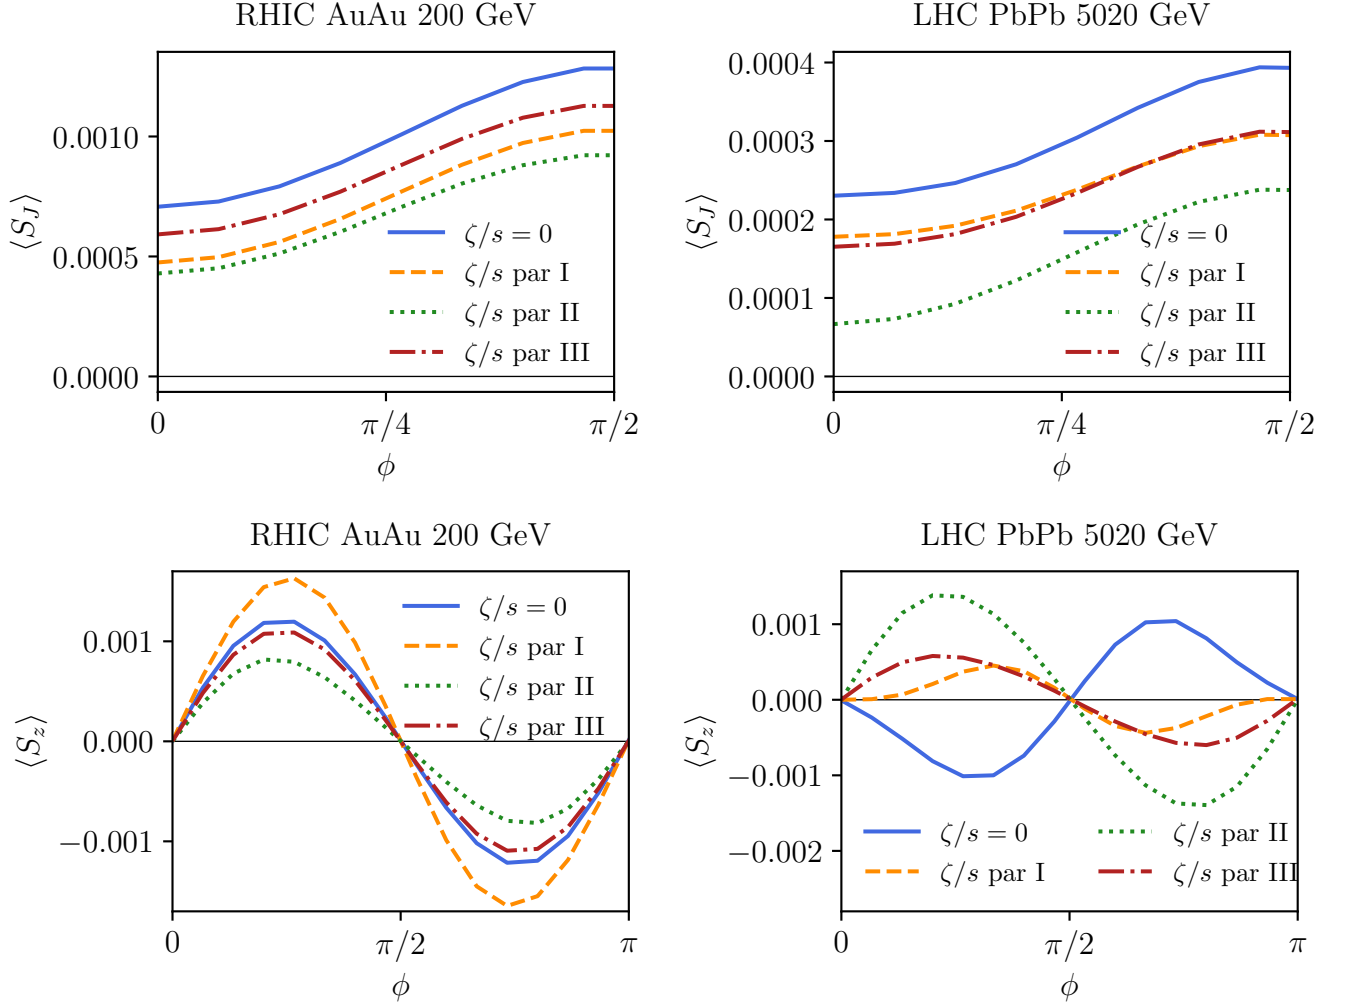 RHIC AuAu 200 GeV
⟨S_J⟩
0.0010
0.0005
0.0000
ζ/s = 0
ζ/s par I
ζ/s par II
ζ/s par III
0
π/4
π/2
ϕ
LHC PbPb 5020 GeV
⟨S_J⟩
0.0004
0.0003
0.0002
0.0001
0.0000
ζ/s = 0
ζ/s par I
ζ/s par II
ζ/s par III
0
π/4
π/2
ϕ
RHIC AuAu 200 GeV
⟨S_z⟩
0.001
0.000
−0.001
ζ/s = 0
ζ/s par I
ζ/s par II
ζ/s par III
0
π/2
π
ϕ
LHC PbPb 5020 GeV
⟨S_z⟩
0.001
0.000
−0.001
−0.002
ζ/s = 0
ζ/s par I
ζ/s par II
ζ/s par III
0
π/2
π
ϕ